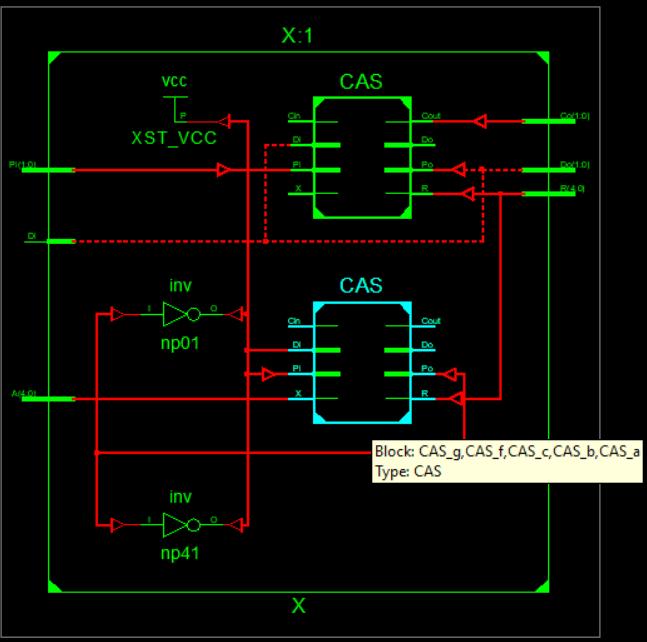 X:1
vcc
CAS
P
XST_VCC
Cin
Cout
Co(1:0)
Di
Do
PI(1:0)
PI
Po
Do(1:0)
X
R
R(4:0)
DI
inv
CAS
I
O
Cin
Cout
np01
Di
Do
PI
Po
A(4:0)
X
R
Block: CAS_g,CAS_f,CAS_c,CAS_b,CAS_a
Type: CAS
inv
I
O
np41
X